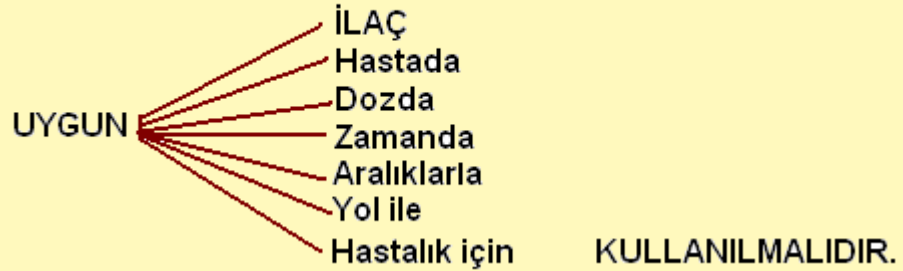 İLAÇ
Hastada
Dozda
UYGUN
Zamanda
Aralıklarla
Yol ile
Hastalık için KULLANILMALIDIR.